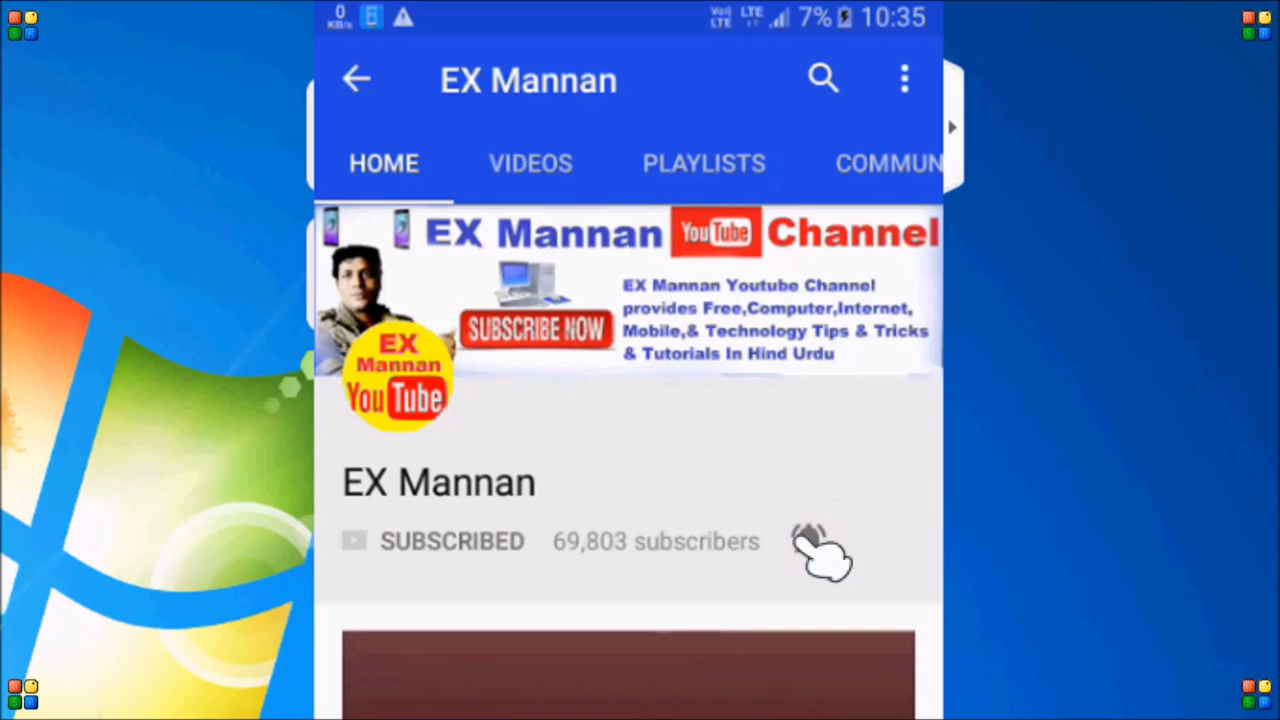 0
KB/s
VoLTE LTE 7% 10:35
EX Mannan
HOME VIDEOS PLAYLISTS COMMUN
EX Mannan YouTube Channel
EX Mannan Youtube Channel
provides Free,Computer,Internet,
Mobile,& Technology Tips & Tricks
& Tutorials In Hind Urdu
SUBSCRIBE NOW
EX
Mannan
YouTube
EX Mannan
SUBSCRIBED 69,803 subscribers
S R
S R
S R
S R